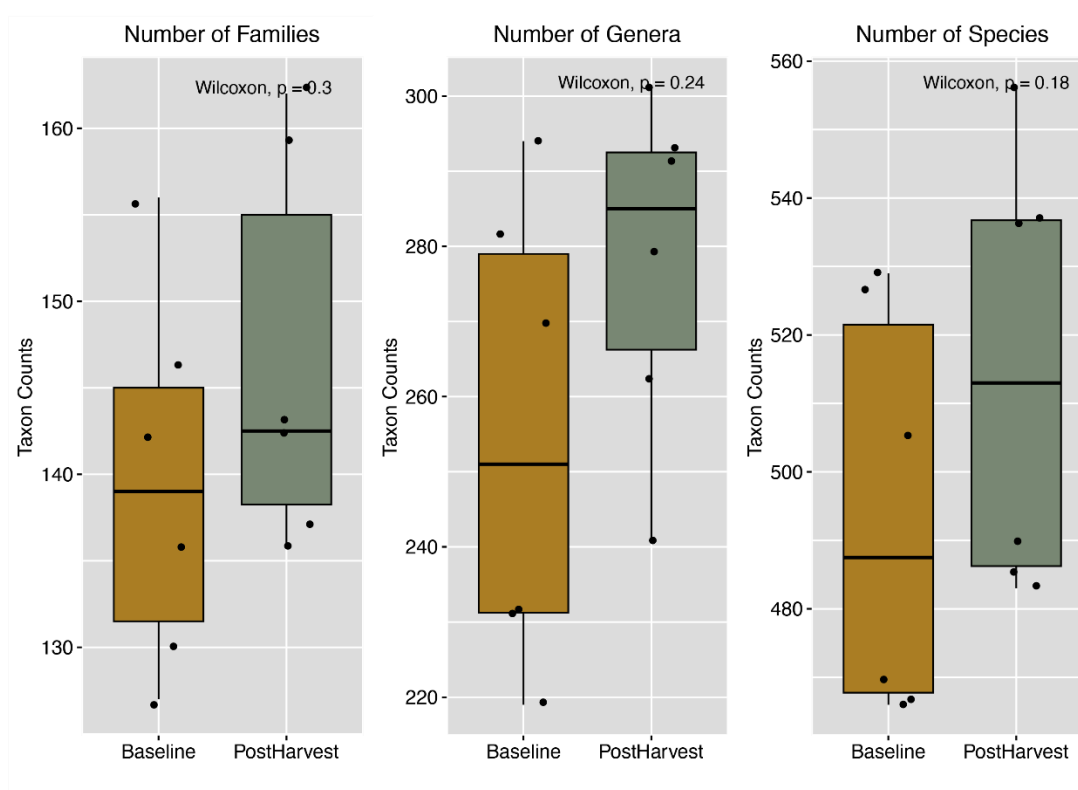 Number of Families
Wilcoxon, p = 0.3
160
150
140
130
Taxon Counts
Baseline
PostHarvest
Number of Genera
Wilcoxon, p = 0.24
300
280
260
240
220
Taxon Counts
Baseline
PostHarvest
Number of Species
Wilcoxon, p = 0.18
560
540
520
500
480
Taxon Counts
Baseline
PostHarvest